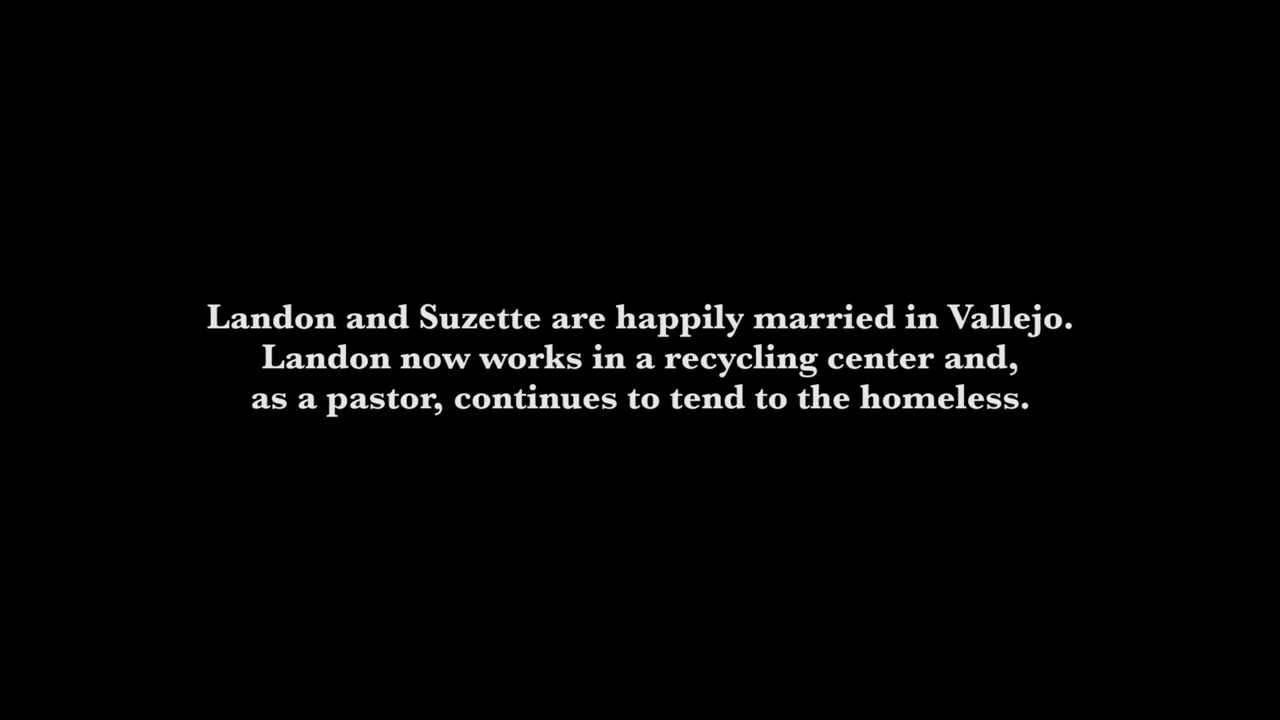 Landon and Suzette are happily married in Vallejo.
Landon now works in a recycling center and,
as a pastor, continues to tend to the homeless.